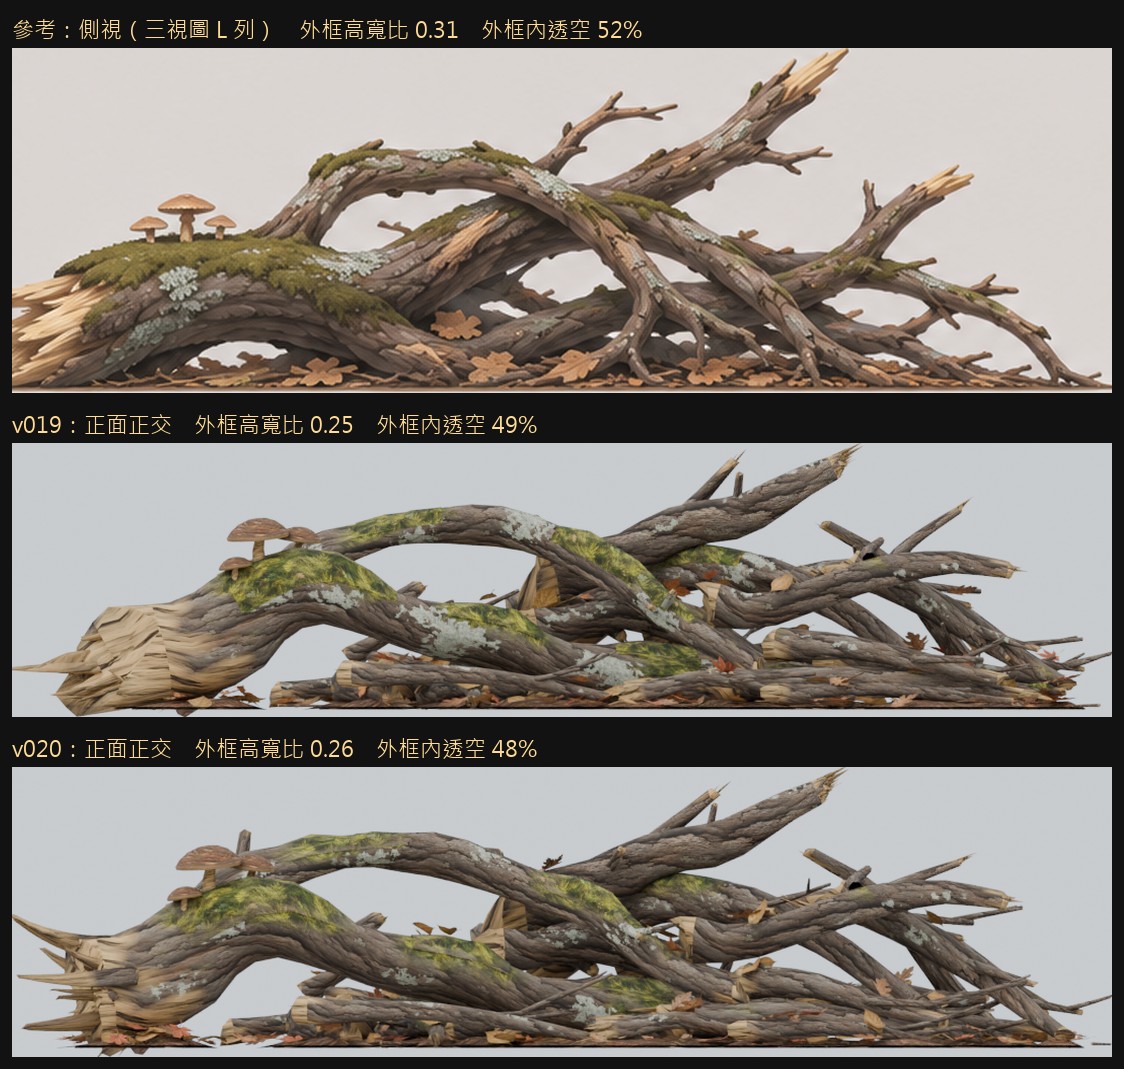 參考：側視（三視圖 L 列） 外框高寬比 0.31 外框內透空 52%
v019：正面正交 外框高寬比 0.25 外框內透空 49%
v020：正面正交 外框高寬比 0.26 外框內透空 48%